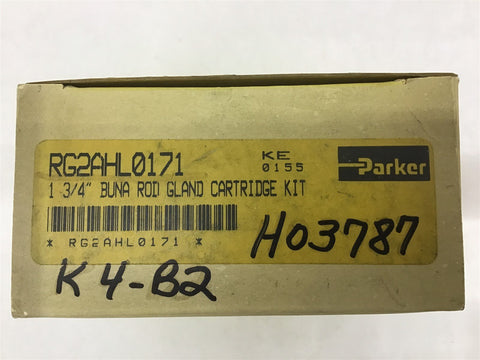 RG2AHL0171
KE
0155
Parker
1 3/4" BUNA ROD GLAND CARTRIDGE KIT
* RG2AHL0171 *
H03787
K4-B2